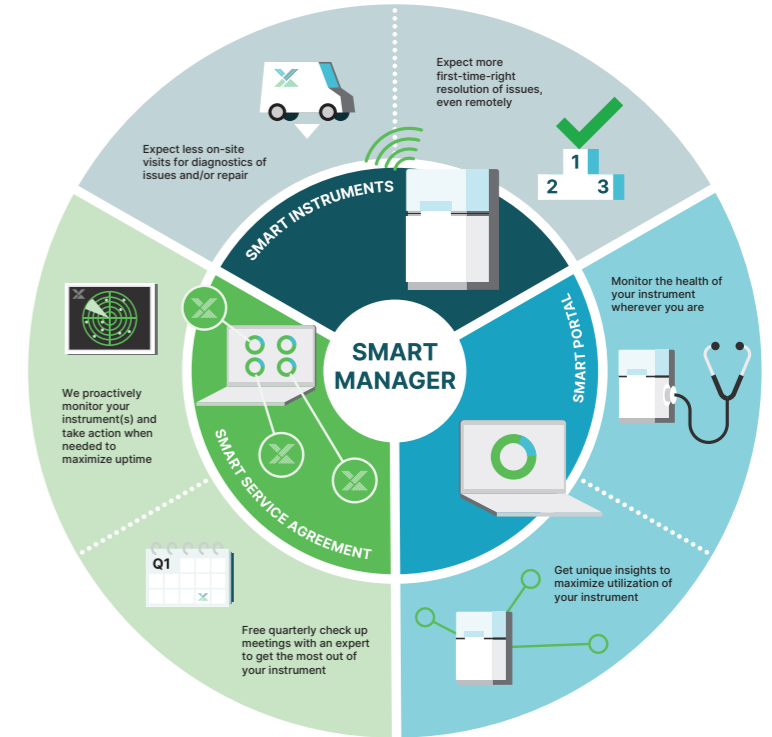 Expect more
first-time-right
resolution of issues,
even remotely
Expect less on-site
visits for diagnostics of
issues and/or repair
1
2
3
SMART INSTRUMENTS
Monitor the health of
your instrument
wherever you are
SMART PORTAL
SMART
MANAGER
We proactively
monitor your
instrument(s) and
take action when
needed to
maximize uptime
SMART SERVICE AGREEMENT
Q1
Get unique insights to
maximize utilization of
your instrument
Free quarterly check up
meetings with an expert
to get the most out of
your instrument